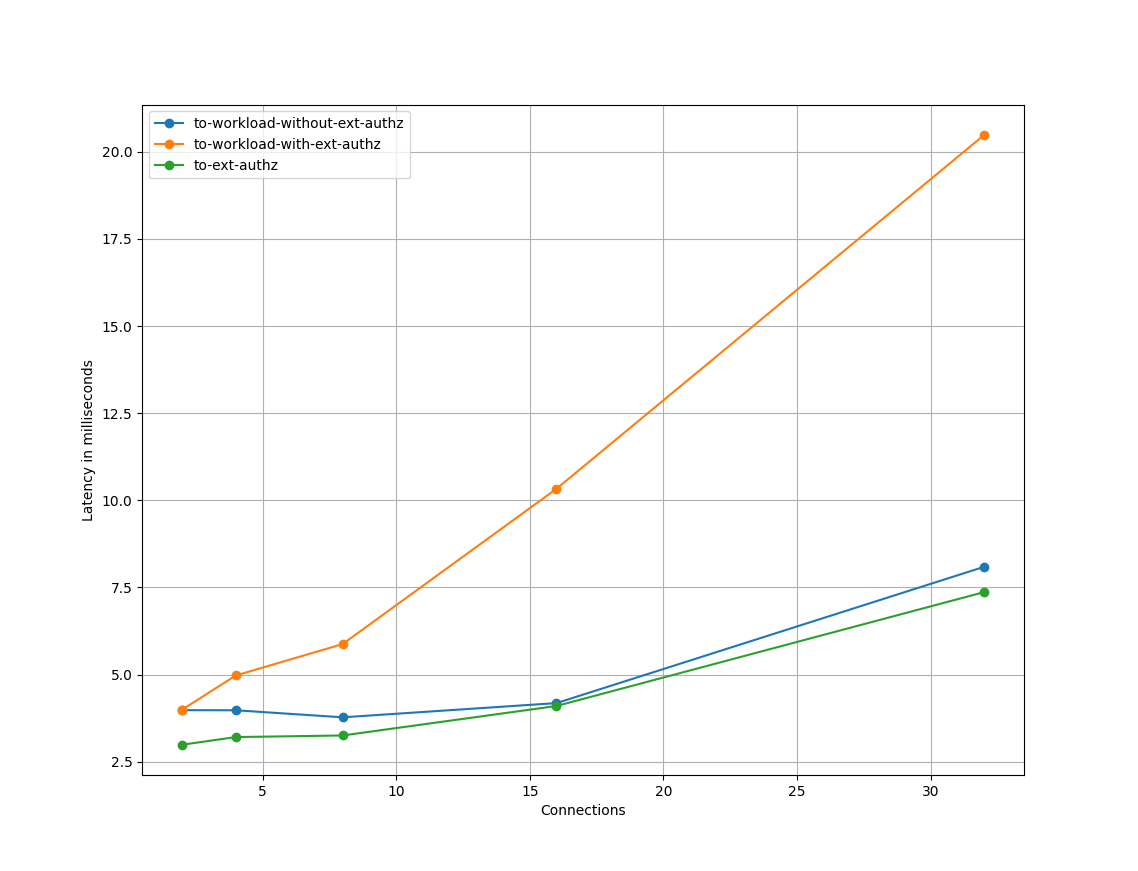 to-workload-without-ext-authz
to-workload-with-ext-authz
to-ext-authz
20.0
17.5
15.0
12.5
10.0
7.5
5.0
2.5
Latency in milliseconds
5 10 15 20 25 30
Connections